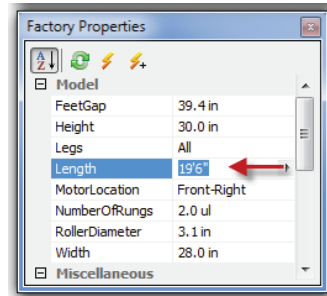 Factory Properties
Model
FeetGap 39.4 in
Height 30.0 in
Legs All
Length 19'6"
MotorLocation Front-Right
NumberOfRungs 2.0 ul
RollerDiameter 3.1 in
Width 28.0 in
Miscellaneous